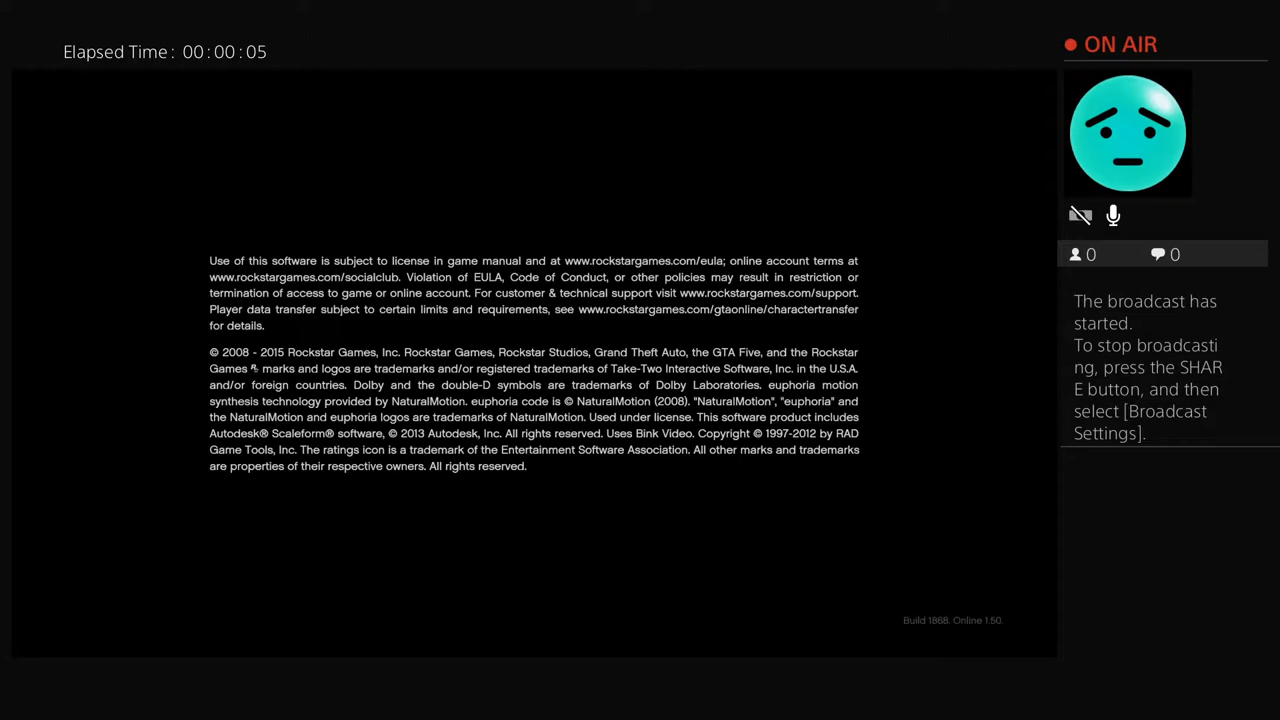 Elapsed Time: 00:00:05
ON AIR
0
0
The broadcast has
started.
To stop broadcasti
ng, press the SHAR
E button, and then
select [Broadcast
Settings].
Use of this software is subject to license in game manual and at www.rockstargames.com/eula; online account terms at
www.rockstargames.com/socialclub. Violation of EULA, Code of Conduct, or other policies may result in restriction or
termination of access to game or online account. For customer & technical support visit www.rockstargames.com/support.
Player data transfer subject to certain limits and requirements, see www.rockstargames.com/gtaonline/charactertransfer
for details.
© 2008 - 2015 Rockstar Games, Inc. Rockstar Games, Rockstar Studios, Grand Theft Auto, the GTA Five, and the Rockstar
Games R* marks and logos are trademarks and/or registered trademarks of Take-Two Interactive Software, Inc. in the U.S.A.
and/or foreign countries. Dolby and the double-D symbols are trademarks of Dolby Laboratories. euphoria motion
synthesis technology provided by NaturalMotion. euphoria code is © NaturalMotion (2008). "NaturalMotion", "euphoria" and
the NaturalMotion and euphoria logos are trademarks of NaturalMotion. Used under license. This software product includes
Autodesk® Scaleform® software, © 2013 Autodesk, Inc. All rights reserved. Uses Bink Video. Copyright © 1997-2012 by RAD
Game Tools, Inc. The ratings icon is a trademark of the Entertainment Software Association. All other marks and trademarks
are properties of their respective owners. All rights reserved.
Build 1868. Online 1.50.